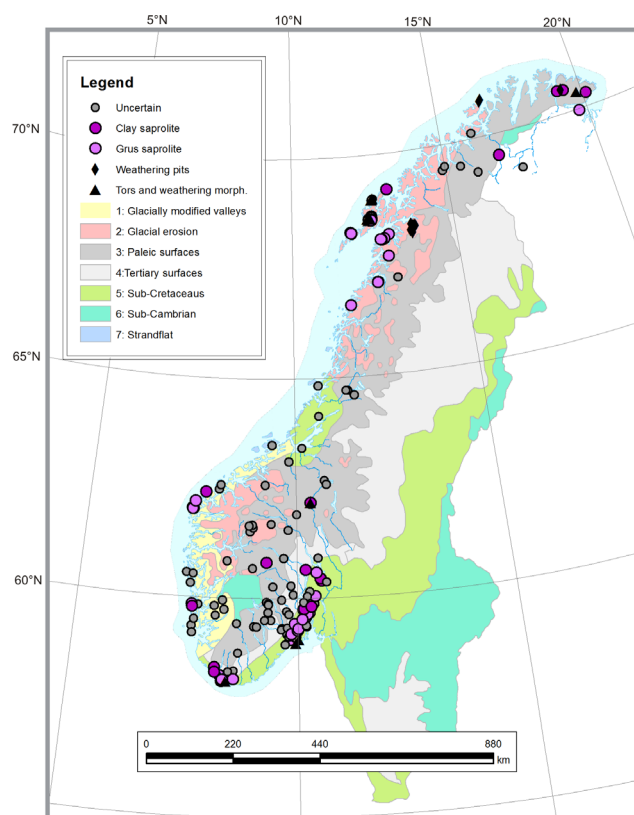 5°N
10°N
15°N
20°N
70°N
65°N
60°N
Legend
Uncertain
Clay saprolite
Grus saprolite
Weathering pits
Tors and weathering morph.
1: Glacially modified valleys
2: Glacial erosion
3: Paleic surfaces
4:Tertiary surfaces
5: Sub-Cretaceaus
6: Sub-Cambrian
7: Strandflat
0 220 440 880
km